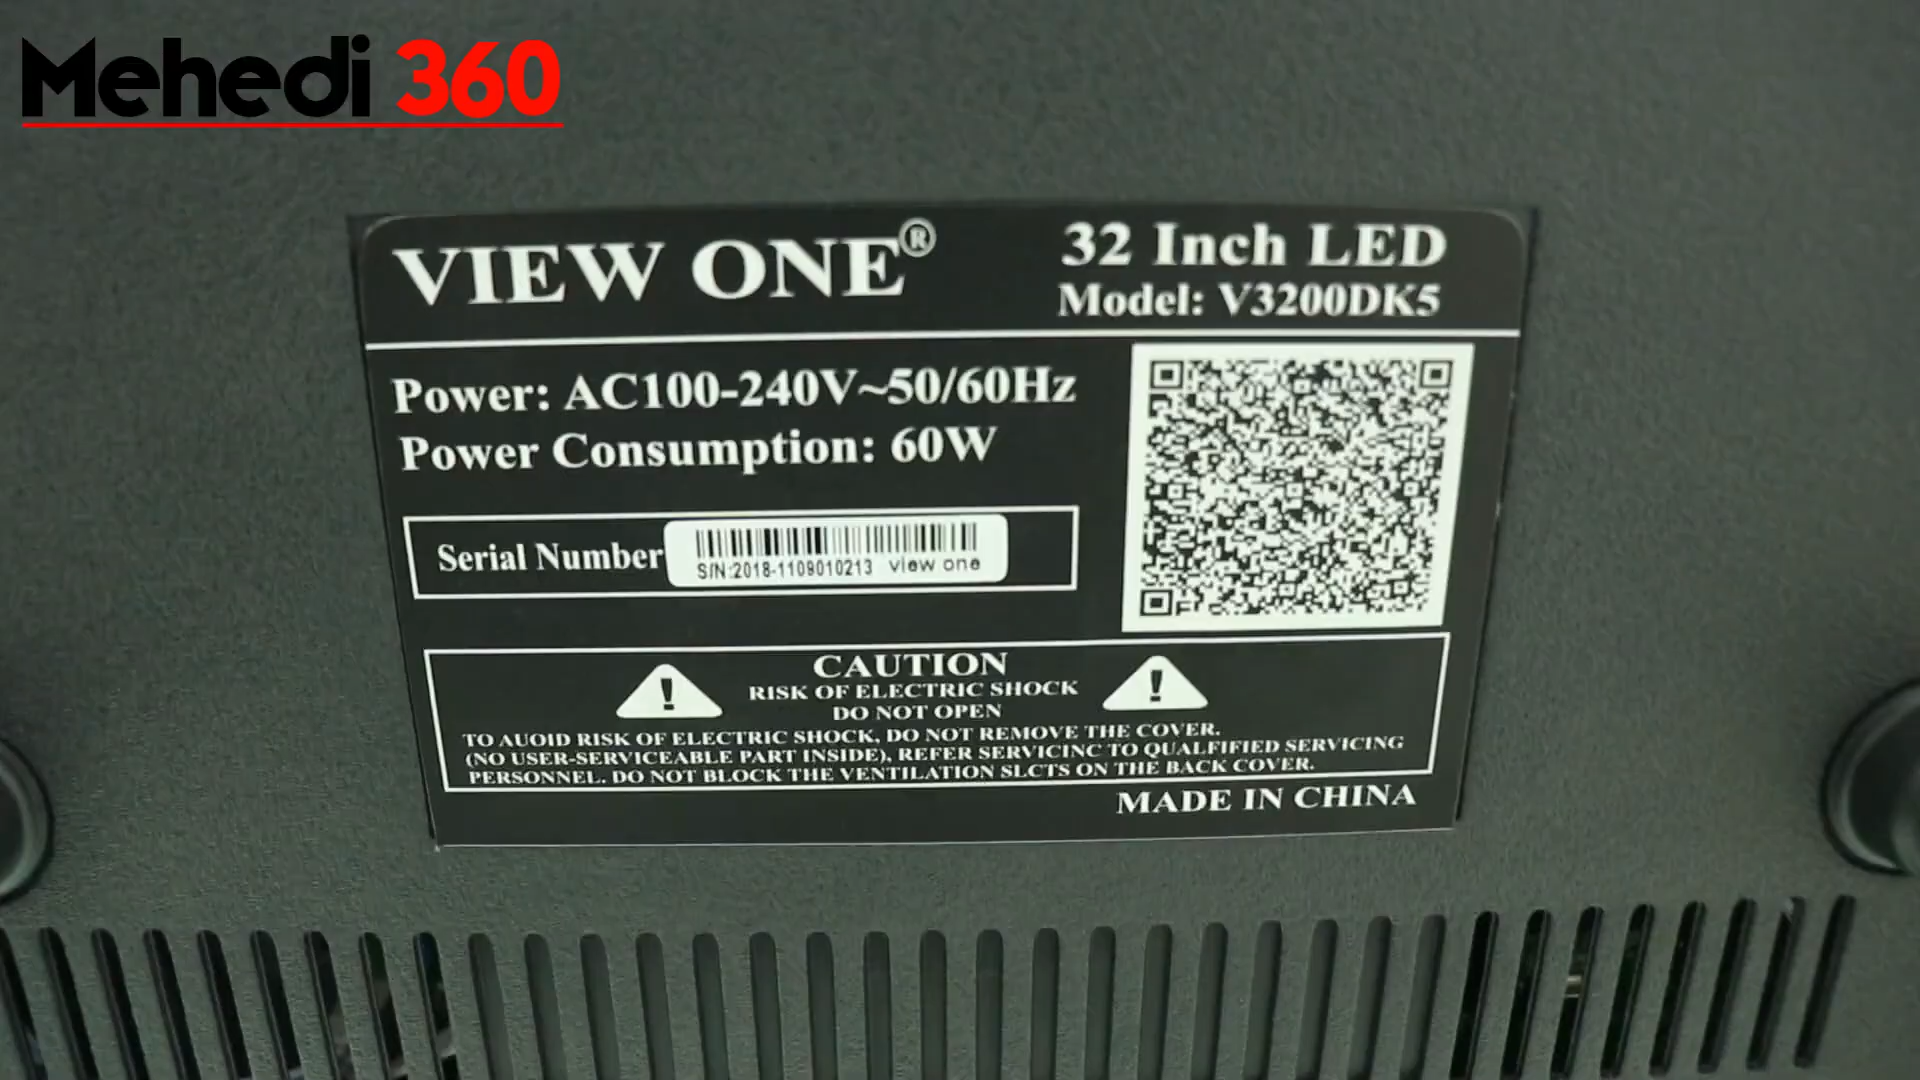 Mehedi 360
VIEW ONE®
32 Inch LED
Model: V3200DK5
Power: AC100-240V~50/60Hz
Power Consumption: 60W
Serial Number
S/N:2018-1109010213 view one
CAUTION
RISK OF ELECTRIC SHOCK
DO NOT OPEN
TO AUOID RISK OF ELECTRIC SHOCK, DO NOT REMOVE THE COVER.
(NO USER-SERVICEABLE PART INSIDE), REFER SERVICINC TO QUALFIFIED SERVICING
PERSONNEL. DO NOT BLOCK THE VENTILATION SLCTS ON THE BACK COVER.
MADE IN CHINA